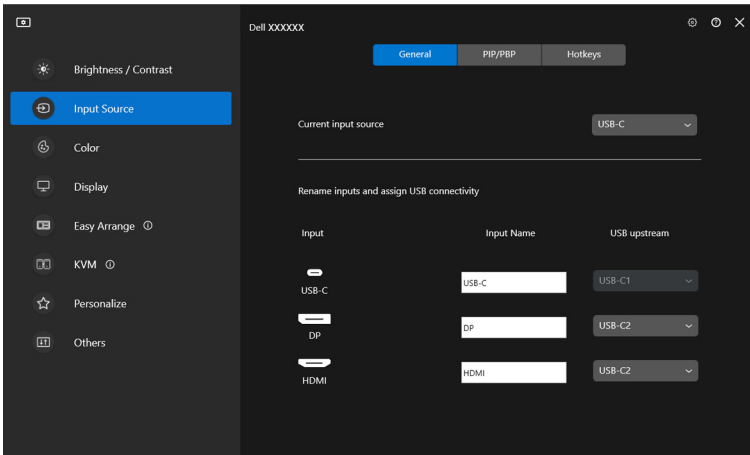 Dell XXXXXX
General PIP/PBP Hotkeys
Brightness / Contrast
Input Source
Color
Display
Easy Arrange
KVM
Personalize
Others
Current input source USB-C
Rename inputs and assign USB connectivity
Input Input Name USB upstream
USB-C USB-C USB-C1
DP DP USB-C2
HDMI HDMI USB-C2